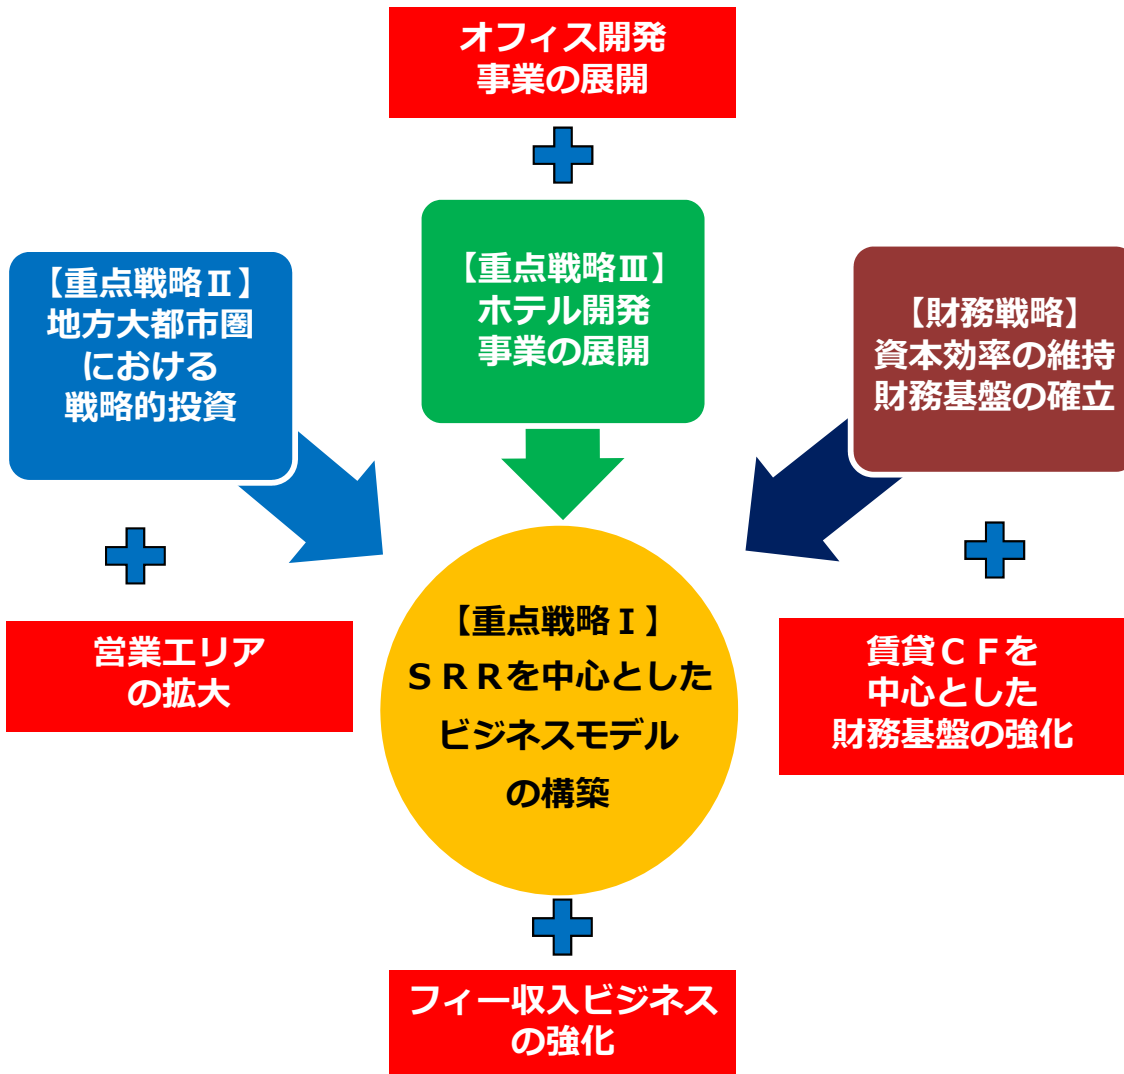 オフィス開発
事業の展開
【重点戦略Ⅱ】
地方大都市圏
における
戦略的投資
【重点戦略Ⅲ】
ホテル開発
事業の展開
【財務戦略】
資本効率の維持
財務基盤の確立
営業エリア
の拡大
【重点戦略Ⅰ】
ＳＲＲを中心とした
ビジネスモデル
の構築
賃貸ＣＦを
中心とした
財務基盤の強化
フィー収入ビジネス
の強化